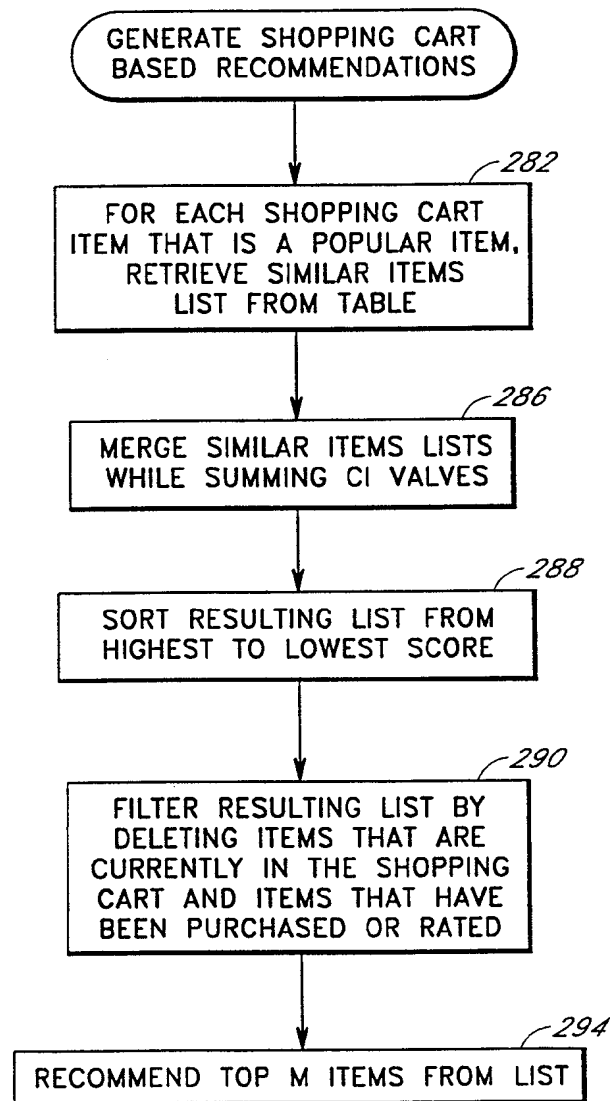 GENERATE SHOPPING CART
BASED RECOMMENDATIONS
282
FOR EACH SHOPPING CART
ITEM THAT IS A POPULAR ITEM,
RETRIEVE SIMILAR ITEMS
LIST FROM TABLE
286
MERGE SIMILAR ITEMS LISTS
WHILE SUMMING CI VALVES
288
SORT RESULTING LIST FROM
HIGHEST TO LOWEST SCORE
290
FILTER RESULTING LIST BY
DELETING ITEMS THAT ARE
CURRENTLY IN THE SHOPPING
CART AND ITEMS THAT HAVE
BEEN PURCHASED OR RATED
294
RECOMMEND TOP M ITEMS FROM LIST